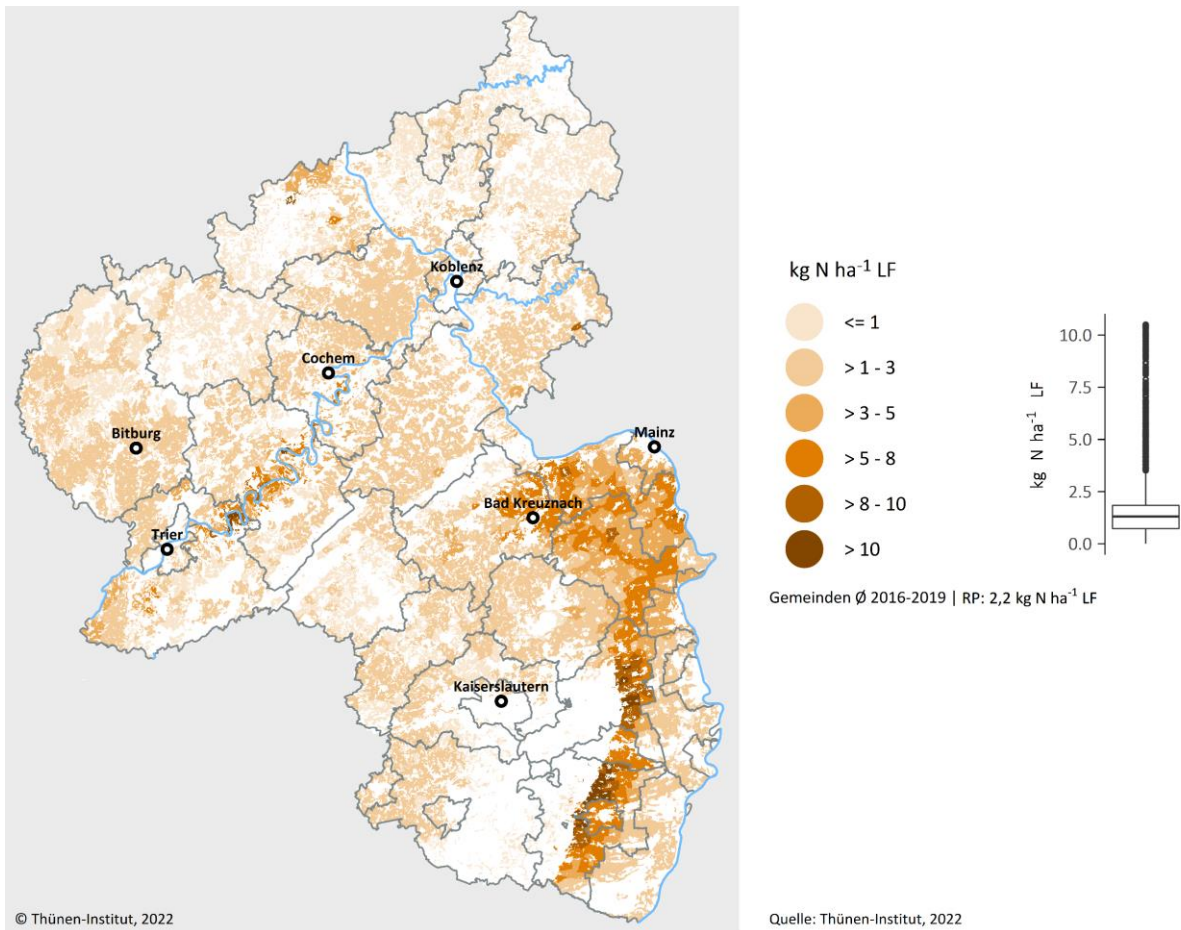 Koblenz
Cochem
Bitburg
Mainz
Bad Kreuznach
Trier
Kaiserslautern
© Thünen-Institut, 2022
kg N ha⁻¹ LF
<= 1
> 1 - 3
> 3 - 5
> 5 - 8
> 8 - 10
> 10
Gemeinden Ø 2016-2019 | RP: 2,2 kg N ha⁻¹ LF
kg N ha⁻¹ LF
10.0
7.5
5.0
2.5
0.0
Quelle: Thünen-Institut, 2022